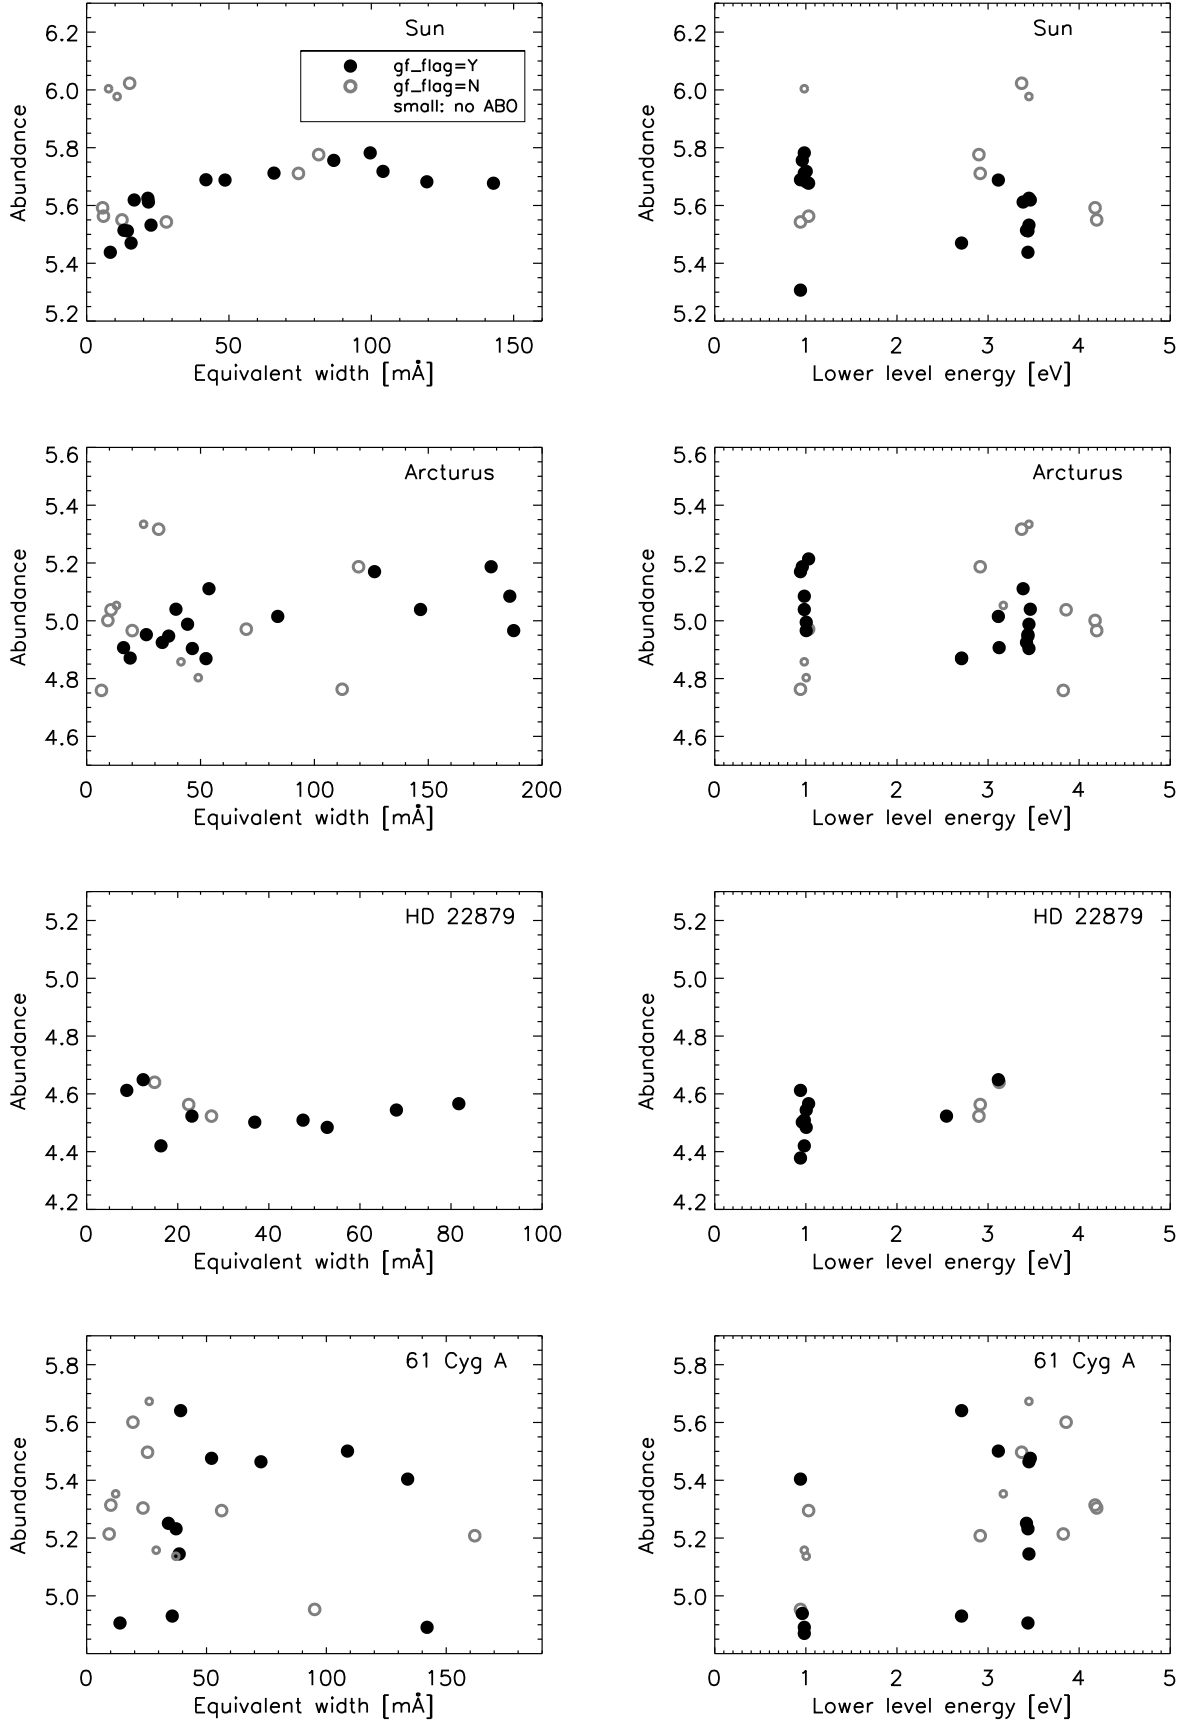 Sun
gf_flag=Y
gf_flag=N
small: no ABO
6.2
6.0
5.8
5.6
5.4
5.2
Abundance
0 50 100 150
Equivalent width [mÅ]
Sun
6.2
6.0
5.8
5.6
5.4
5.2
Abundance
0 1 2 3 4 5
Lower level energy [eV]
Arcturus
5.6
5.4
5.2
5.0
4.8
4.6
Abundance
0 50 100 150 200
Equivalent width [mÅ]
Arcturus
5.6
5.4
5.2
5.0
4.8
4.6
Abundance
0 1 2 3 4 5
Lower level energy [eV]
HD 22879
5.2
5.0
4.8
4.6
4.4
4.2
Abundance
0 20 40 60 80 100
Equivalent width [mÅ]
HD 22879
5.2
5.0
4.8
4.6
4.4
4.2
Abundance
0 1 2 3 4 5
Lower level energy [eV]
61 Cyg A
5.8
5.6
5.4
5.2
5.0
Abundance
0 50 100 150
Equivalent width [mÅ]
61 Cyg A
5.8
5.6
5.4
5.2
5.0
Abundance
0 1 2 3 4 5
Lower level energy [eV]